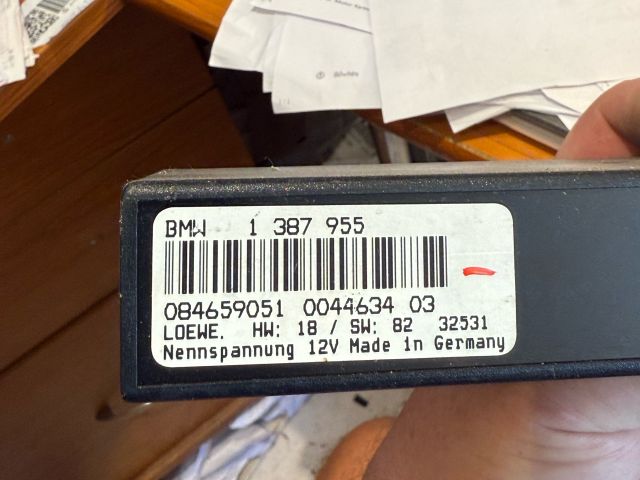 BMW 1 387 955
084659051 0044634 03
LOEWE. HW: 18 / SW: 82 32531
Nennspannung 12V Made in Germany